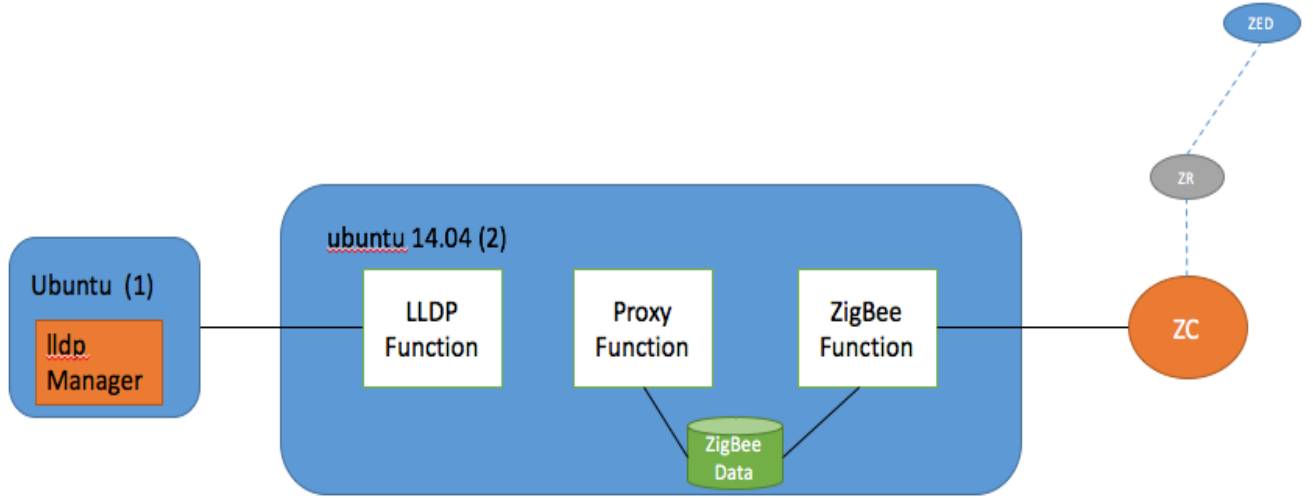 ZED
ZR
ubuntu 14.04 (2)
Ubuntu (1)
lldp
Manager
LLDP
Function
Proxy
Function
ZigBee
Function
ZC
ZigBee
Data